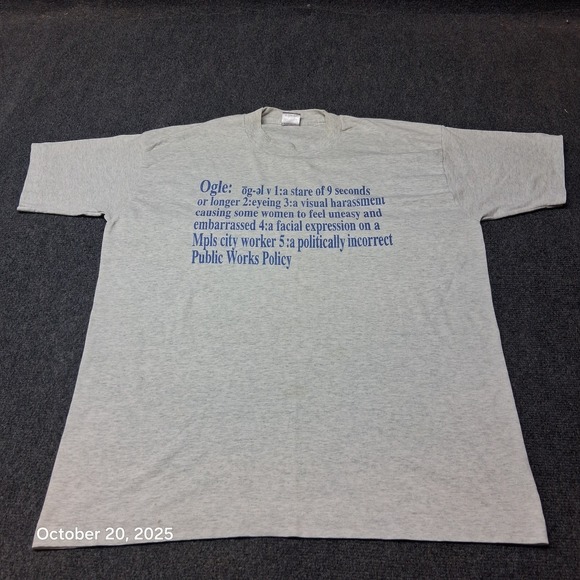 Ogle: ŏg-əl v 1:a stare of 9 seconds
or longer 2:eyeing 3:a visual harassment
causing some women to feel uneasy and
embarrassed 4:a facial expression on a
Mpls city worker 5:a politically incorrect
Public Works Policy
October 20, 2025